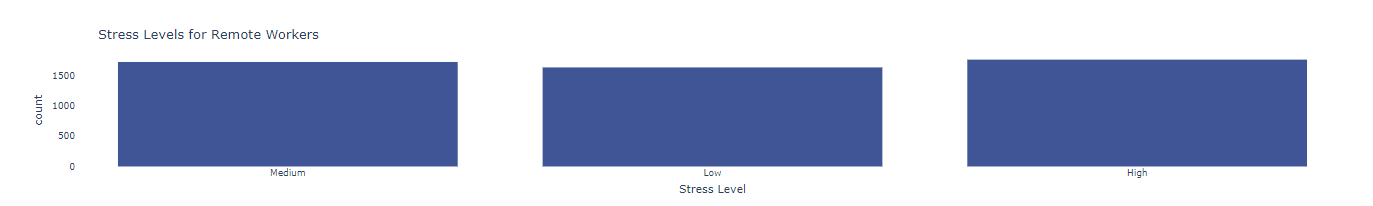 Stress Levels for Remote Workers
count
1500
1000
500
0
Medium
Low
High
Stress Level